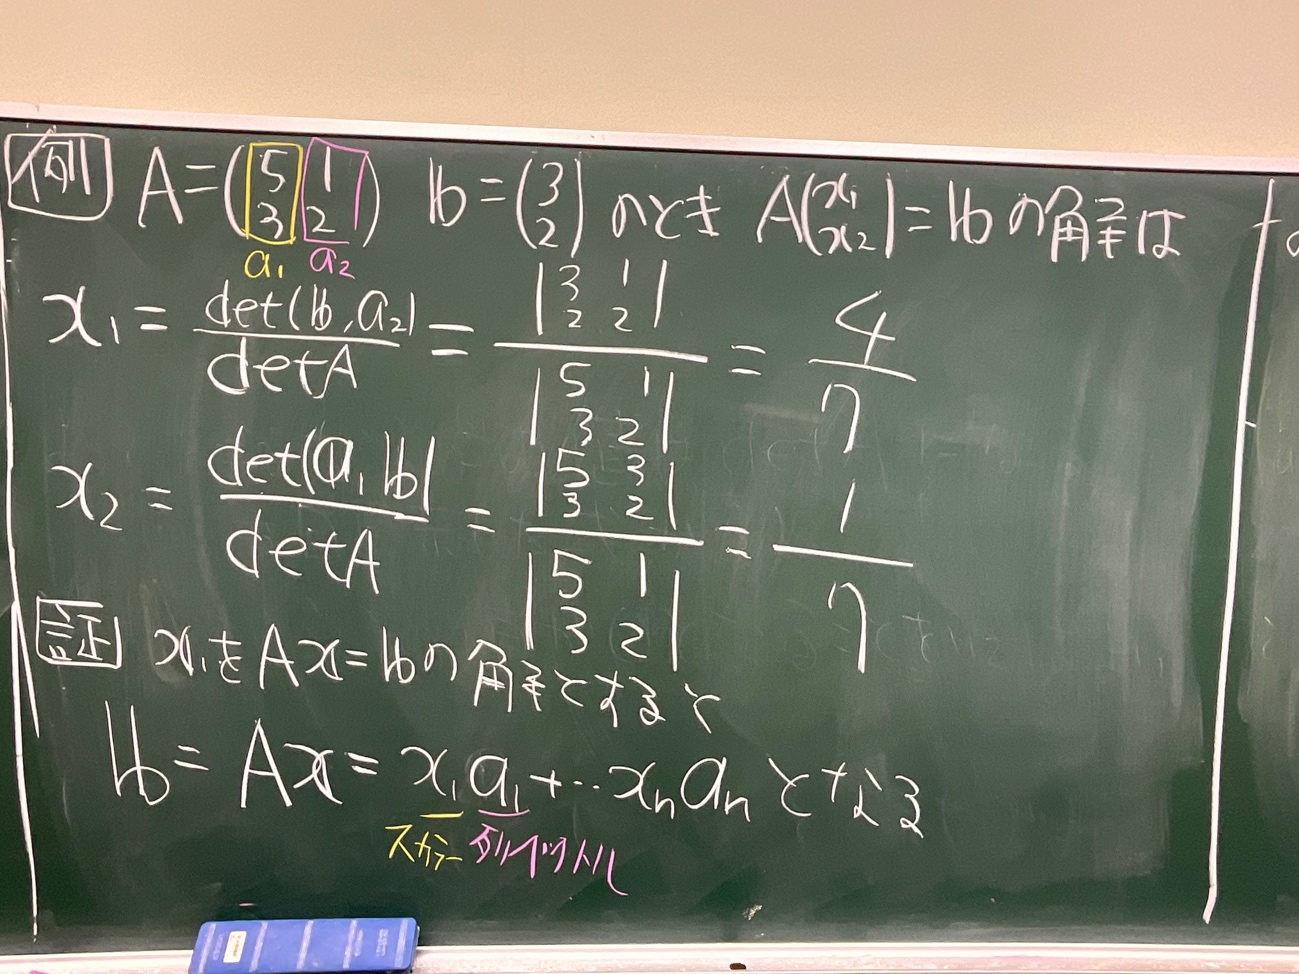 例 A=(5 1 3 2) b=(3 2) のとき A(x₁ x₂)=b の解は
a₁ a₂
x₁ = det(b, a₂)/detA = |3 1 2 2|/|5 1 3 2| = 4/7
x₂ = det(a₁ b)/detA = |5 3 3 2|/|5 1 3 2| = 1/7
証 x₁をAx=bの解とすると
b = Ax = x₁a₁+…xₙaₙ となる
スカラー 列ベクトル